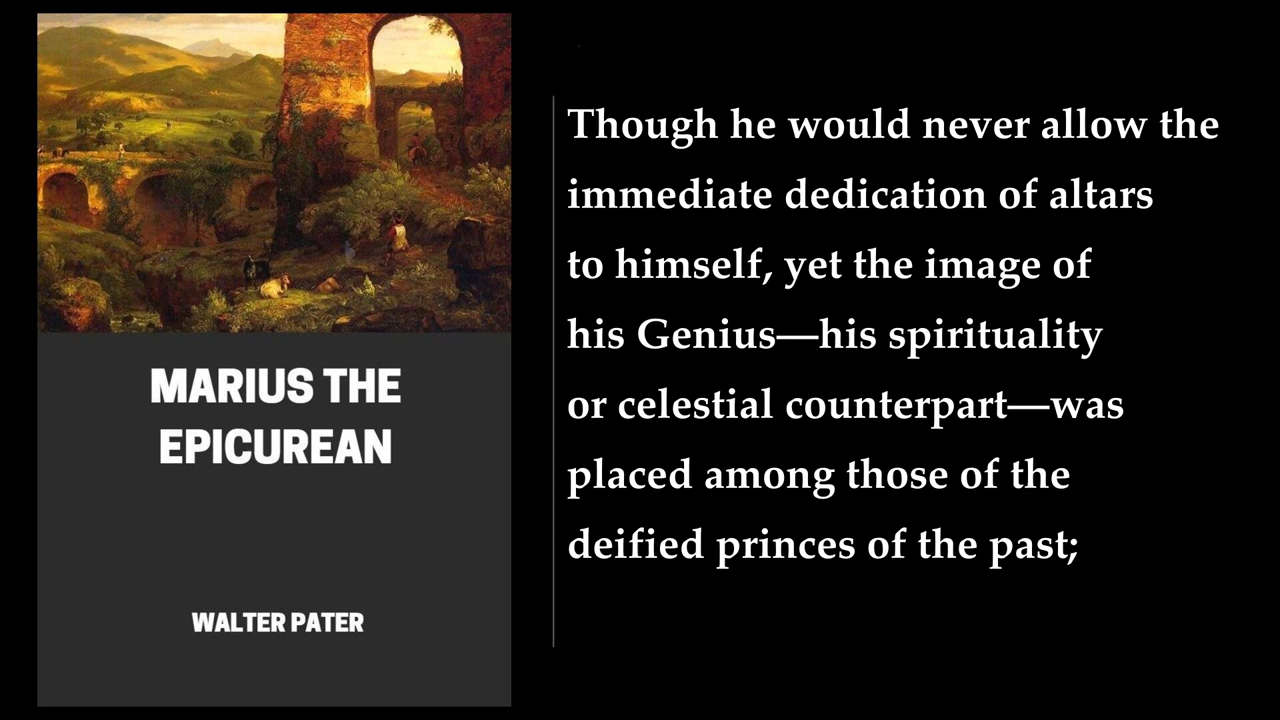 MARIUS THE
EPICUREAN
WALTER PATER
Though he would never allow the
immediate dedication of altars
to himself, yet the image of
his Genius—his spirituality
or celestial counterpart—was
placed among those of the
deified princes of the past;